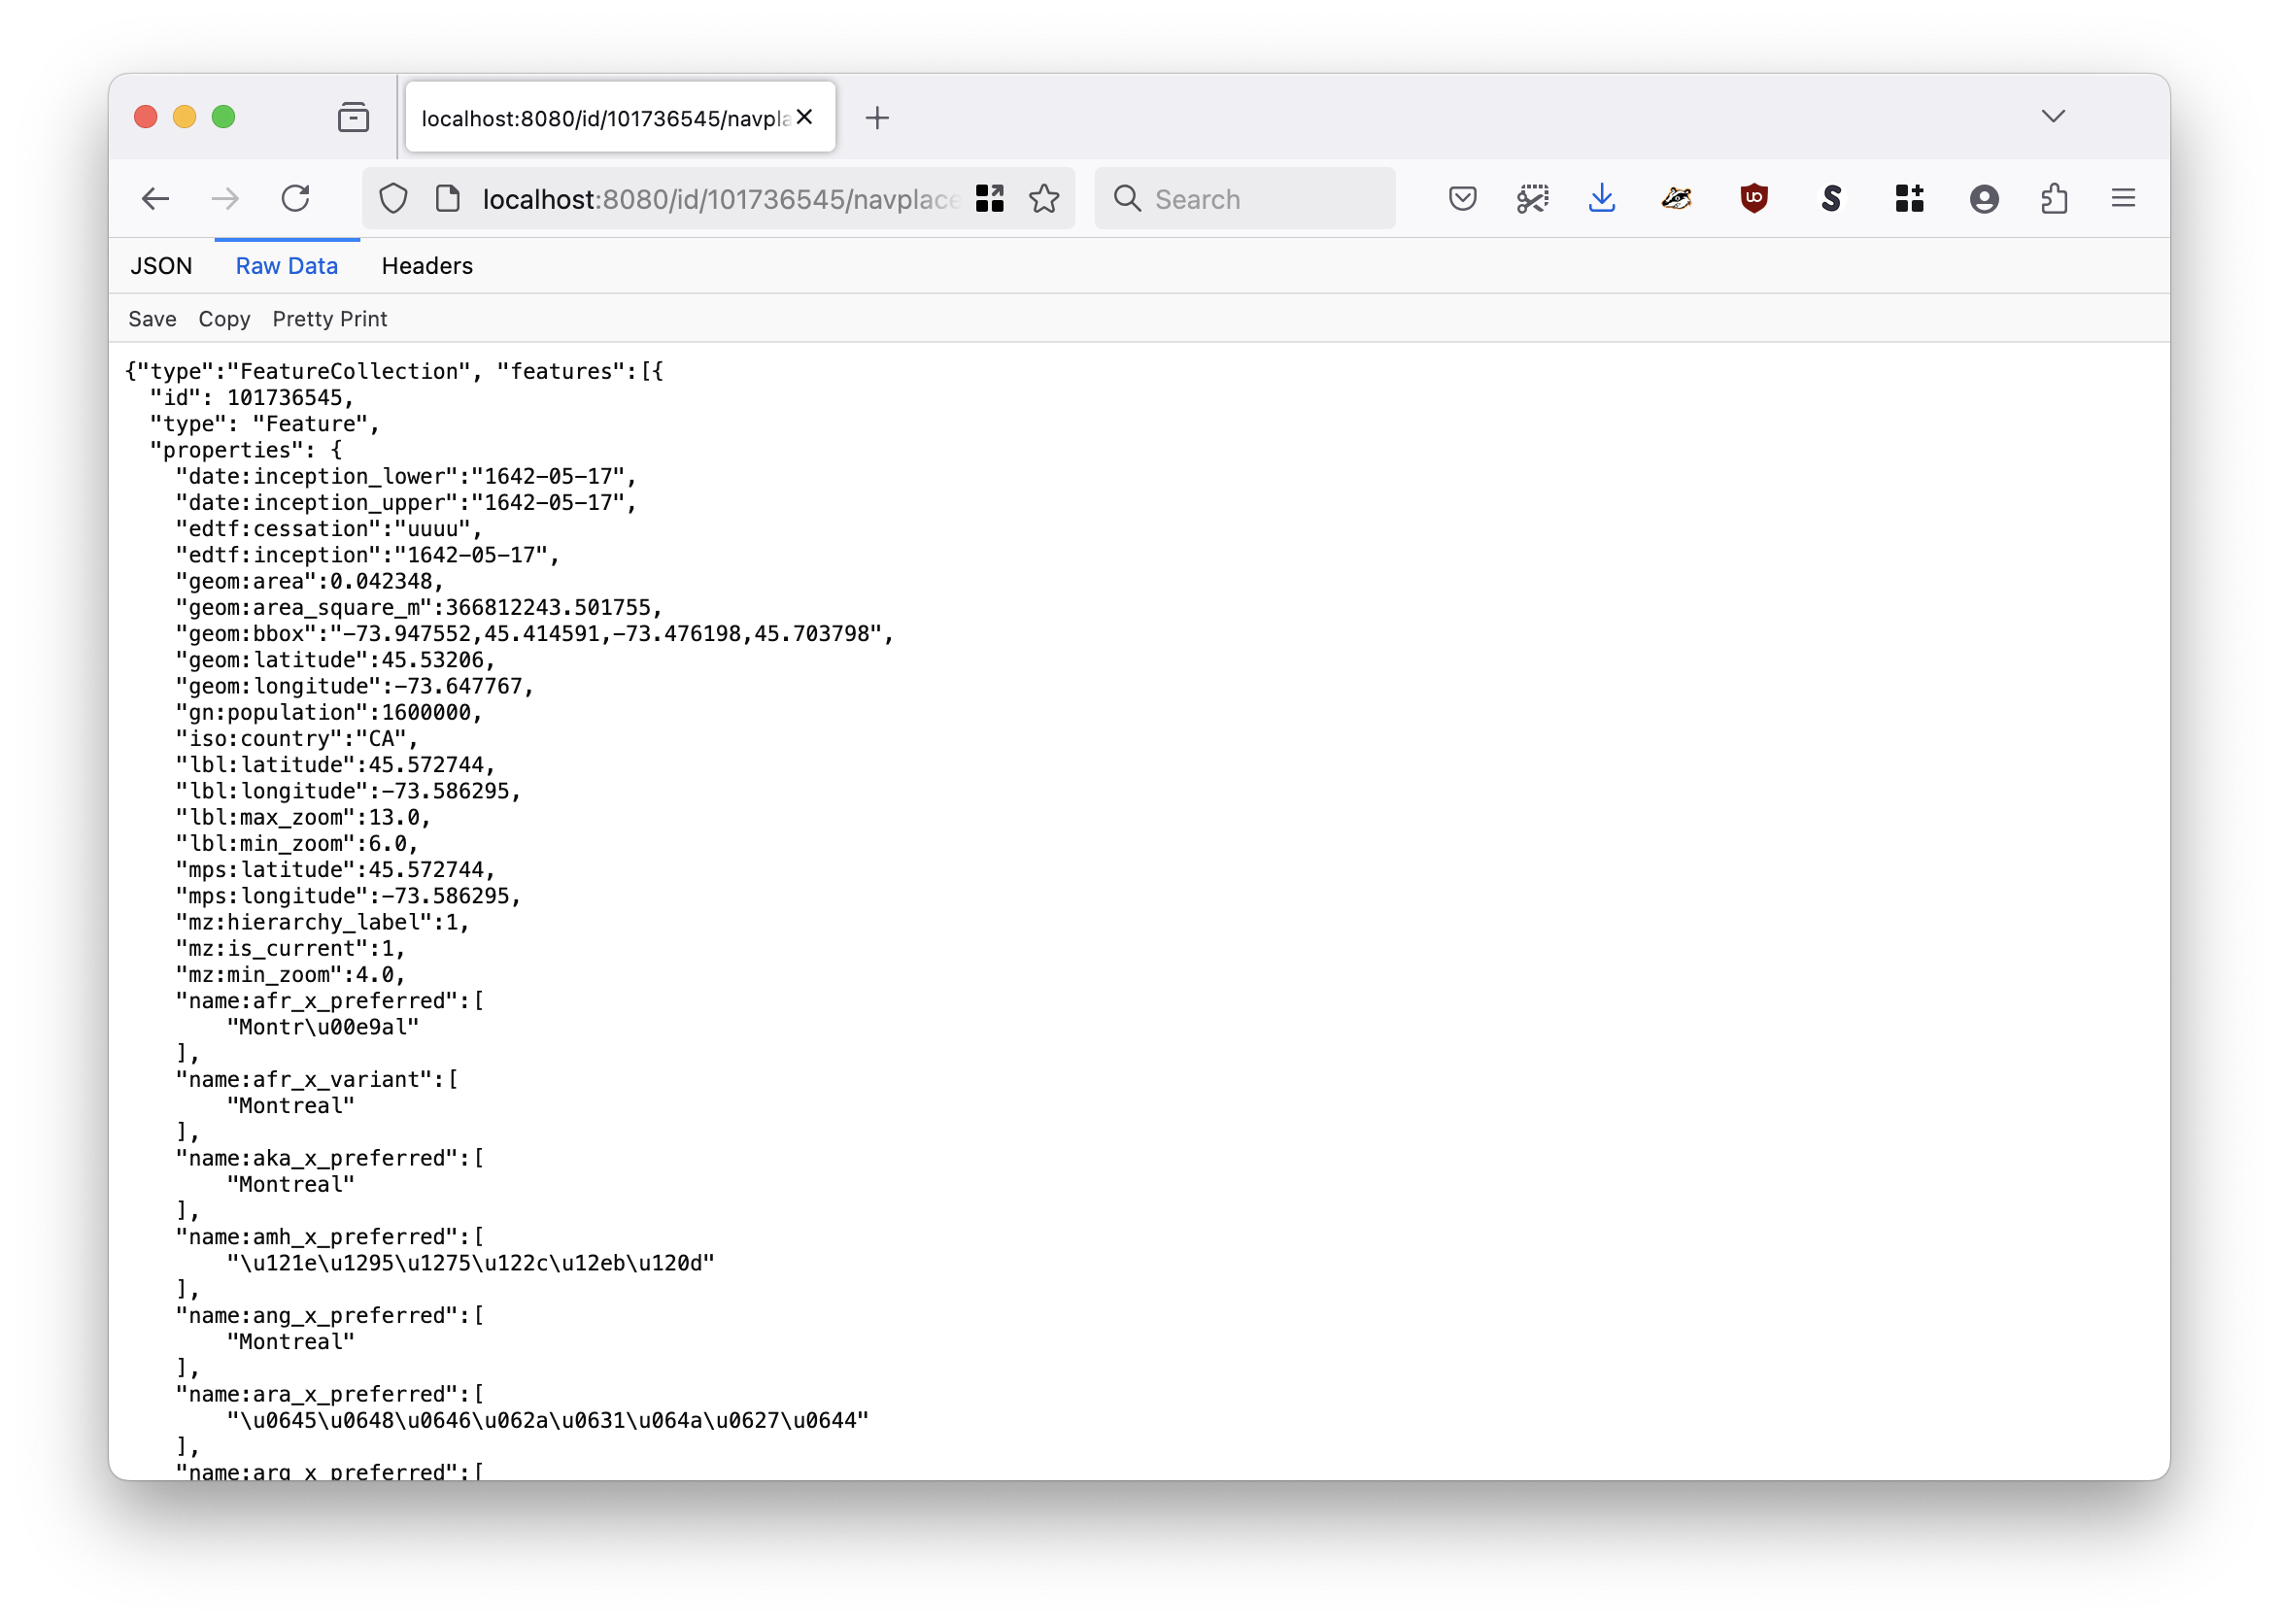 localhost:8080/id/101736545/navpla
localhost:8080/id/101736545/navplace
Search
JSON Raw Data Headers
Save Copy Pretty Print
{"type":"FeatureCollection", "features":[{
  "id": 101736545,
  "type": "Feature",
  "properties": {
    "date:inception_lower":"1642-05-17",
    "date:inception_upper":"1642-05-17",
    "edtf:cessation":"uuuu",
    "edtf:inception":"1642-05-17",
    "geom:area":0.042348,
    "geom:area_square_m":366812243.501755,
    "geom:bbox":"-73.947552,45.414591,-73.476198,45.703798",
    "geom:latitude":45.53206,
    "geom:longitude":-73.647767,
    "gn:population":1600000,
    "iso:country":"CA",
    "lbl:latitude":45.572744,
    "lbl:longitude":-73.586295,
    "lbl:max_zoom":13.0,
    "lbl:min_zoom":6.0,
    "mps:latitude":45.572744,
    "mps:longitude":-73.586295,
    "mz:hierarchy_label":1,
    "mz:is_current":1,
    "mz:min_zoom":4.0,
    "name:afr_x_preferred":[
        "Montr\u00e9al"
    ],
    "name:afr_x_variant":[
        "Montreal"
    ],
    "name:aka_x_preferred":[
        "Montreal"
    ],
    "name:amh_x_preferred":[
        "\u121e\u1295\u1275\u122c\u12eb\u120d"
    ],
    "name:ang_x_preferred":[
        "Montreal"
    ],
    "name:ara_x_preferred":[
        "\u0645\u0648\u0646\u062a\u0631\u064a\u0627\u0644"
    ],
    "name:arg_x_preferred":[